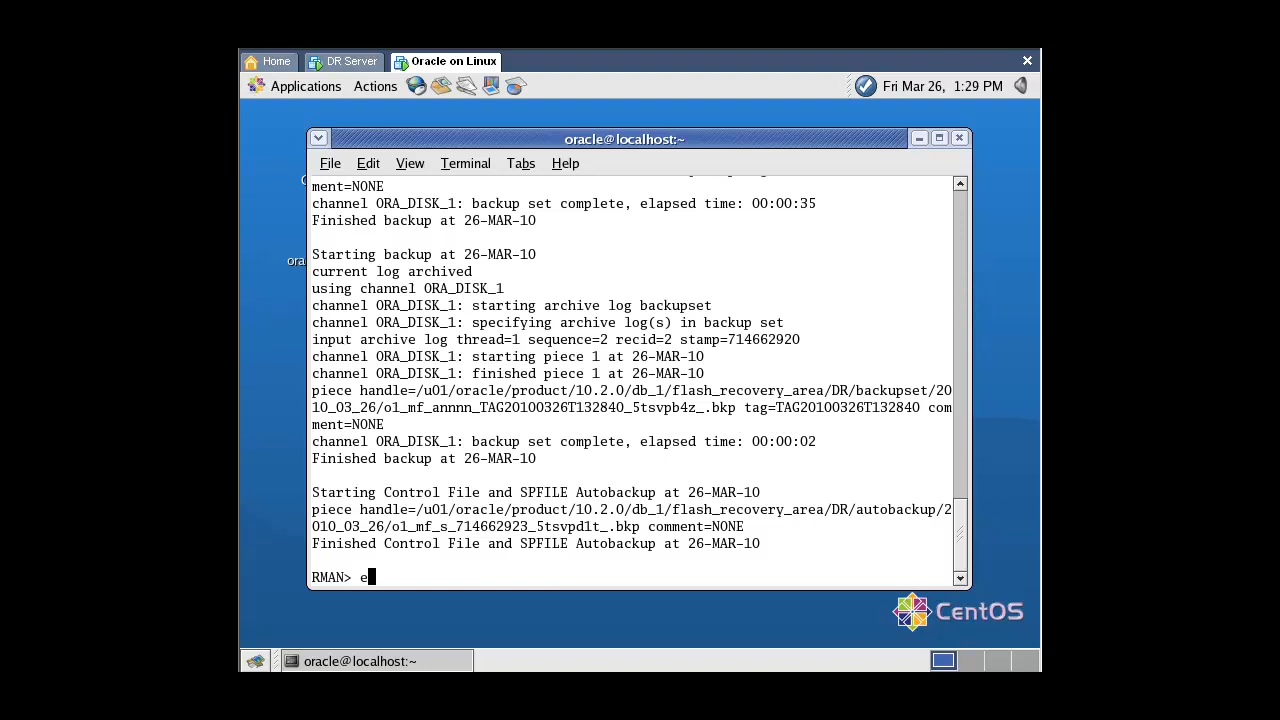 Home DR Server Oracle on Linux
Applications Actions Fri Mar 26, 1:29 PM
oracle@localhost:~
File Edit View Terminal Tabs Help
ment=NONE
channel ORA_DISK_1: backup set complete, elapsed time: 00:00:35
Finished backup at 26-MAR-10
Starting backup at 26-MAR-10
current log archived
using channel ORA_DISK_1
channel ORA_DISK_1: starting archive log backupset
channel ORA_DISK_1: specifying archive log(s) in backup set
input archive log thread=1 sequence=2 recid=2 stamp=714662920
channel ORA_DISK_1: starting piece 1 at 26-MAR-10
channel ORA_DISK_1: finished piece 1 at 26-MAR-10
piece handle=/u01/oracle/product/10.2.0/db_1/flash_recovery_area/DR/backupset/20
10_03_26/o1_mf_annnn_TAG20100326T132840_5tsvpb4z_.bkp tag=TAG20100326T132840 com
ment=NONE
channel ORA_DISK_1: backup set complete, elapsed time: 00:00:02
Finished backup at 26-MAR-10
Starting Control File and SPFILE Autobackup at 26-MAR-10
piece handle=/u01/oracle/product/10.2.0/db_1/flash_recovery_area/DR/autobackup/2
010_03_26/o1_mf_s_714662923_5tsvpd1t_.bkp comment=NONE
Finished Control File and SPFILE Autobackup at 26-MAR-10
RMAN> e
ora
CentOS
oracle@localhost:~